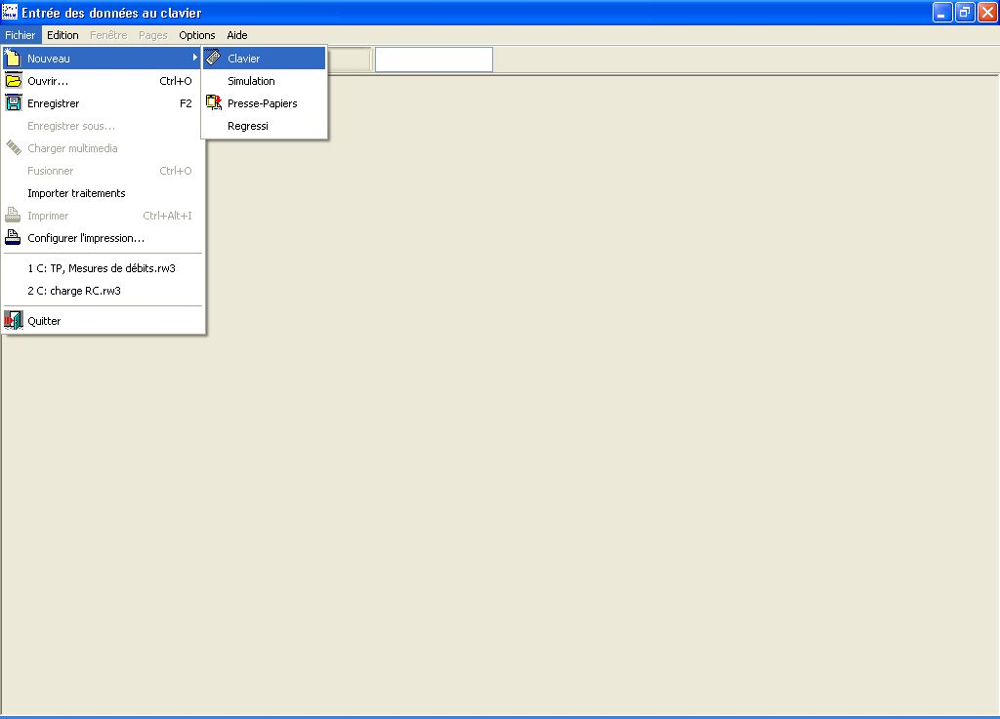 Entrée des données au clavier
Fichier Edition Fenêtre Pages Options Aide
Nouveau
Clavier
Ouvrir... Ctrl+O
Simulation
Enregistrer F2
Presse-Papiers
Enregistrer sous...
Regressi
Charger multimedia
Fusionner Ctrl+O
Importer traitements
Imprimer Ctrl+Alt+I
Configurer l'impression...
1 C: TP, Mesures de débits.rw3
2 C: charge RC.rw3
Quitter